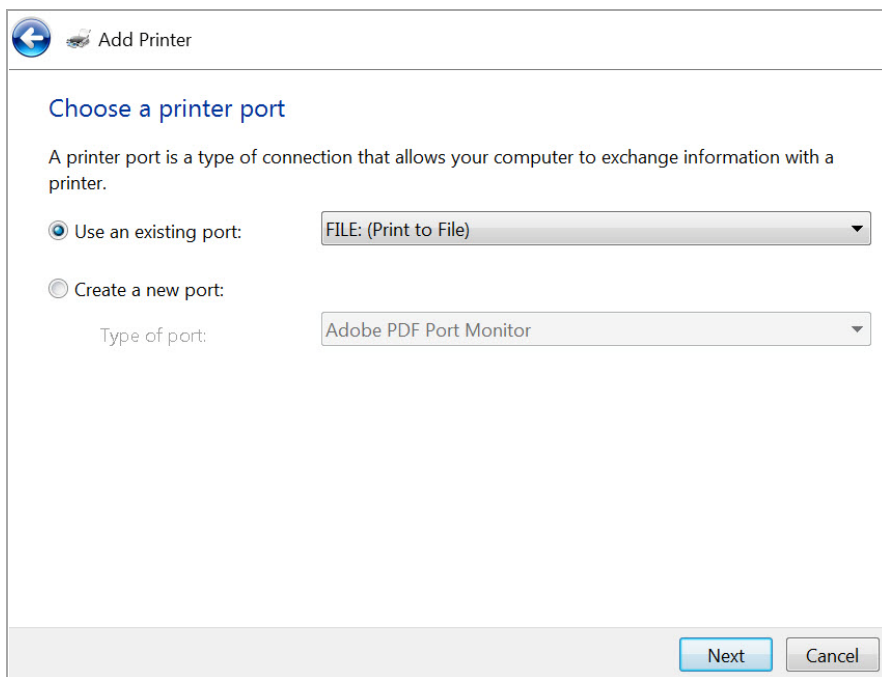 Add Printer
Choose a printer port
A printer port is a type of connection that allows your computer to exchange information with a
printer.
Use an existing port: FILE: (Print to File)
Create a new port:
Type of port: Adobe PDF Port Monitor
Next Cancel